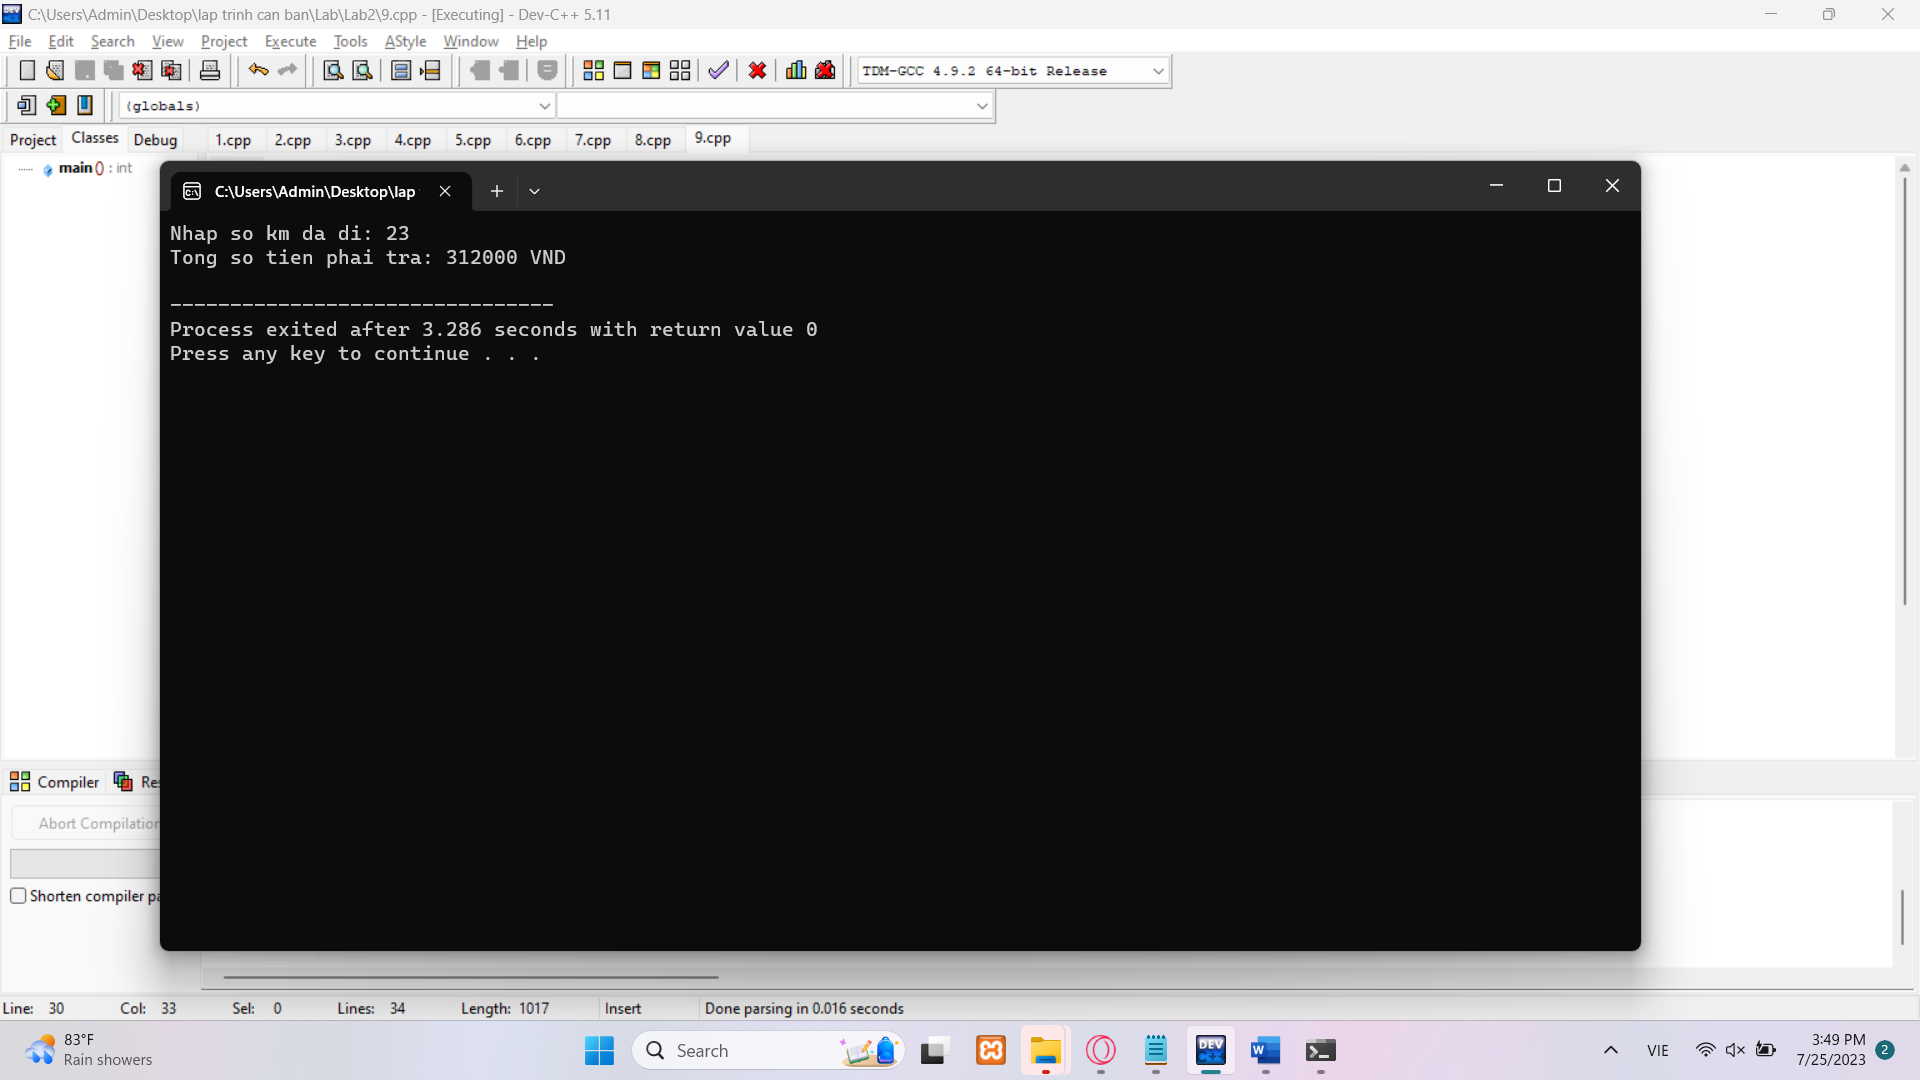 C:\Users\Admin\Desktop\lap trinh can ban\Lab\Lab2\9.cpp - [Executing] - Dev-C++ 5.11
File Edit Search View Project Execute Tools AStyle Window Help
TDM-GCC 4.9.2 64-bit Release
(globals)
Project Classes Debug 1.cpp 2.cpp 3.cpp 4.cpp 5.cpp 6.cpp 7.cpp 8.cpp 9.cpp
main () : int
C:\Users\Admin\Desktop\lap
Nhap so km da di: 23
Tong so tien phai tra: 312000 VND
--------------------------------
Process exited after 3.286 seconds with return value 0
Press any key to continue . . .
Compiler Res
Abort Compilation
Shorten compiler pa
Line: 30 Col: 33 Sel: 0 Lines: 34 Length: 1017 Insert Done parsing in 0.016 seconds
83°F
Rain showers
Search
DEV
C++
W
VIE
3:49 PM
7/25/2023
2